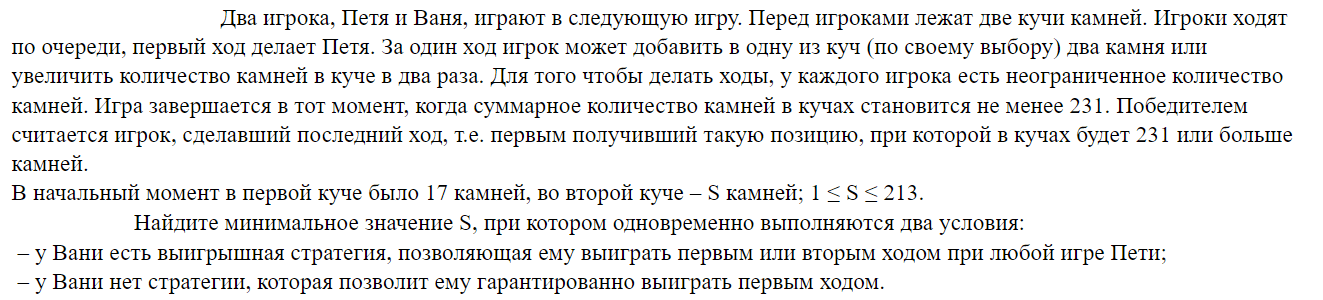 Два игрока, Петя и Ваня, играют в следующую игру. Перед игроками лежат две кучи камней. Игроки ходят
по очереди, первый ход делает Петя. За один ход игрок может добавить в одну из куч (по своему выбору) два камня или
увеличить количество камней в куче в два раза. Для того чтобы делать ходы, у каждого игрока есть неограниченное количество
камней. Игра завершается в тот момент, когда суммарное количество камней в кучах становится не менее 231. Победителем
считается игрок, сделавший последний ход, т.е. первым получивший такую позицию, при которой в кучах будет 231 или больше
камней.
В начальный момент в первой куче было 17 камней, во второй куче – S камней; 1 ≤ S ≤ 213.
Найдите минимальное значение S, при котором одновременно выполняются два условия:
– у Вани есть выигрышная стратегия, позволяющая ему выиграть первым или вторым ходом при любой игре Пети;
– у Вани нет стратегии, которая позволит ему гарантированно выиграть первым ходом.